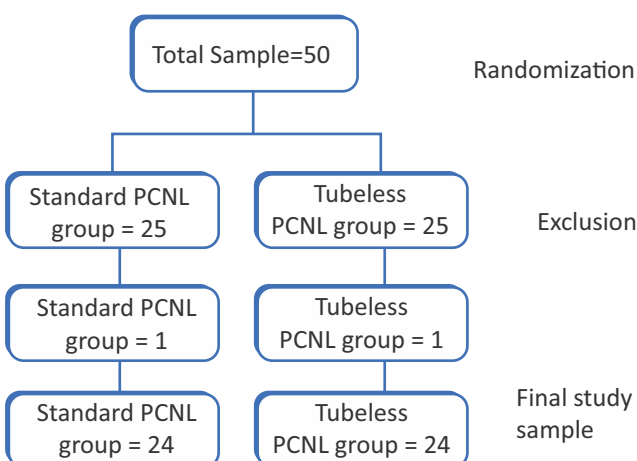 Total Sample=50
Randomization
Standard PCNL
group = 25
Tubeless
PCNL group = 25
Exclusion
Standard PCNL
group = 1
Tubeless
PCNL group = 1
Standard PCNL
group = 24
Tubeless
PCNL group = 24
Final study
sample